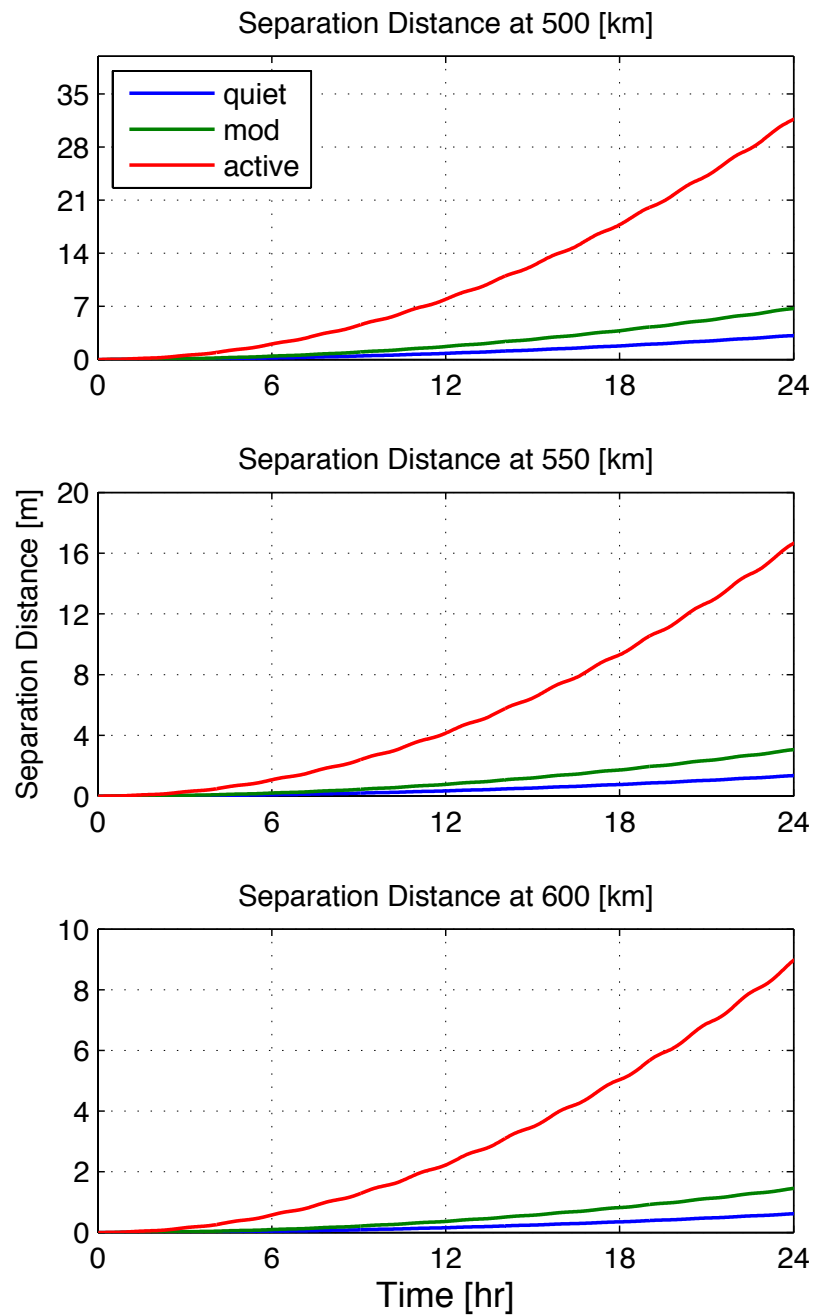 Separation Distance at 500 [km]
35
28
21
14
7
0
quiet
mod
active
0 6 12 18 24
Separation Distance at 550 [km]
Separation Distance [m]
20
16
12
8
4
0
0 6 12 18 24
Separation Distance at 600 [km]
10
8
6
4
2
0
0 6 12 18 24
Time [hr]